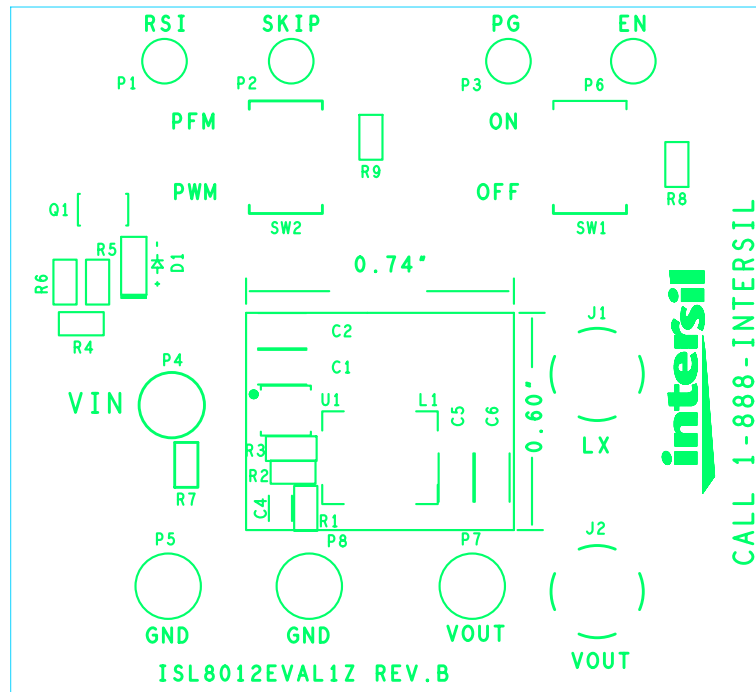 RSI SKIP PG EN
P1 P2 P3 P6
PFM ON
R9
PWM OFF R8
Q1
SW2 SW1
R5 D1 0.74"
R6
R4 C2 J1
P4 C1
VIN U1 L1 C5 C6 0.60"
intersil
R3 LX
R2
R7 C4 R1
P5 P8 P7 J2
GND GND VOUT
VOUT
ISL8012EVAL1Z REV.B
CALL 1-888-INTERSIL